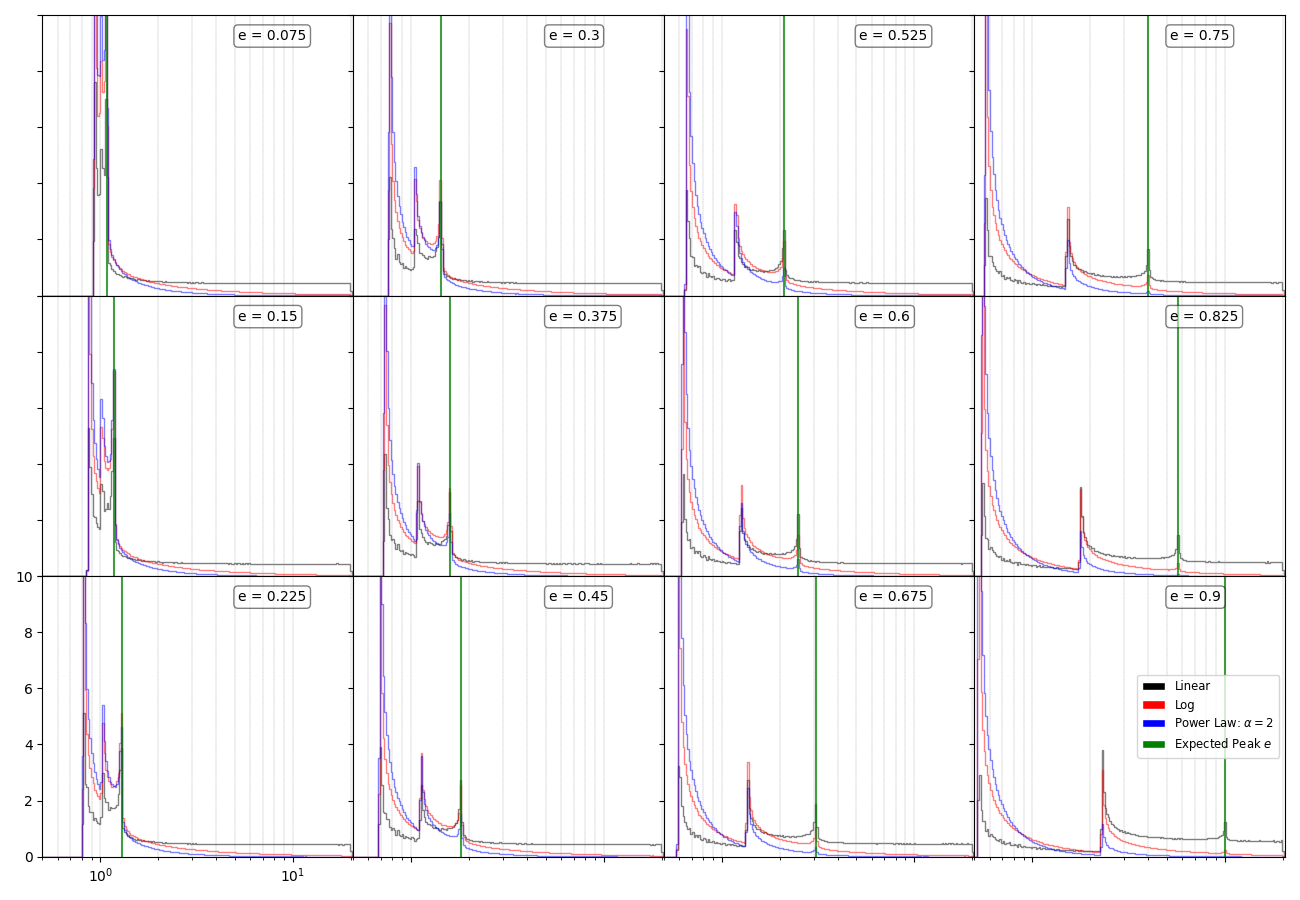 e = 0.075
e = 0.3
e = 0.525
e = 0.75
e = 0.15
e = 0.375
e = 0.6
e = 0.825
10
e = 0.225
e = 0.45
e = 0.675
e = 0.9
8
6
4
2
0
Linear
Log
Power Law: α = 2
Expected Peak e
10⁰
10¹